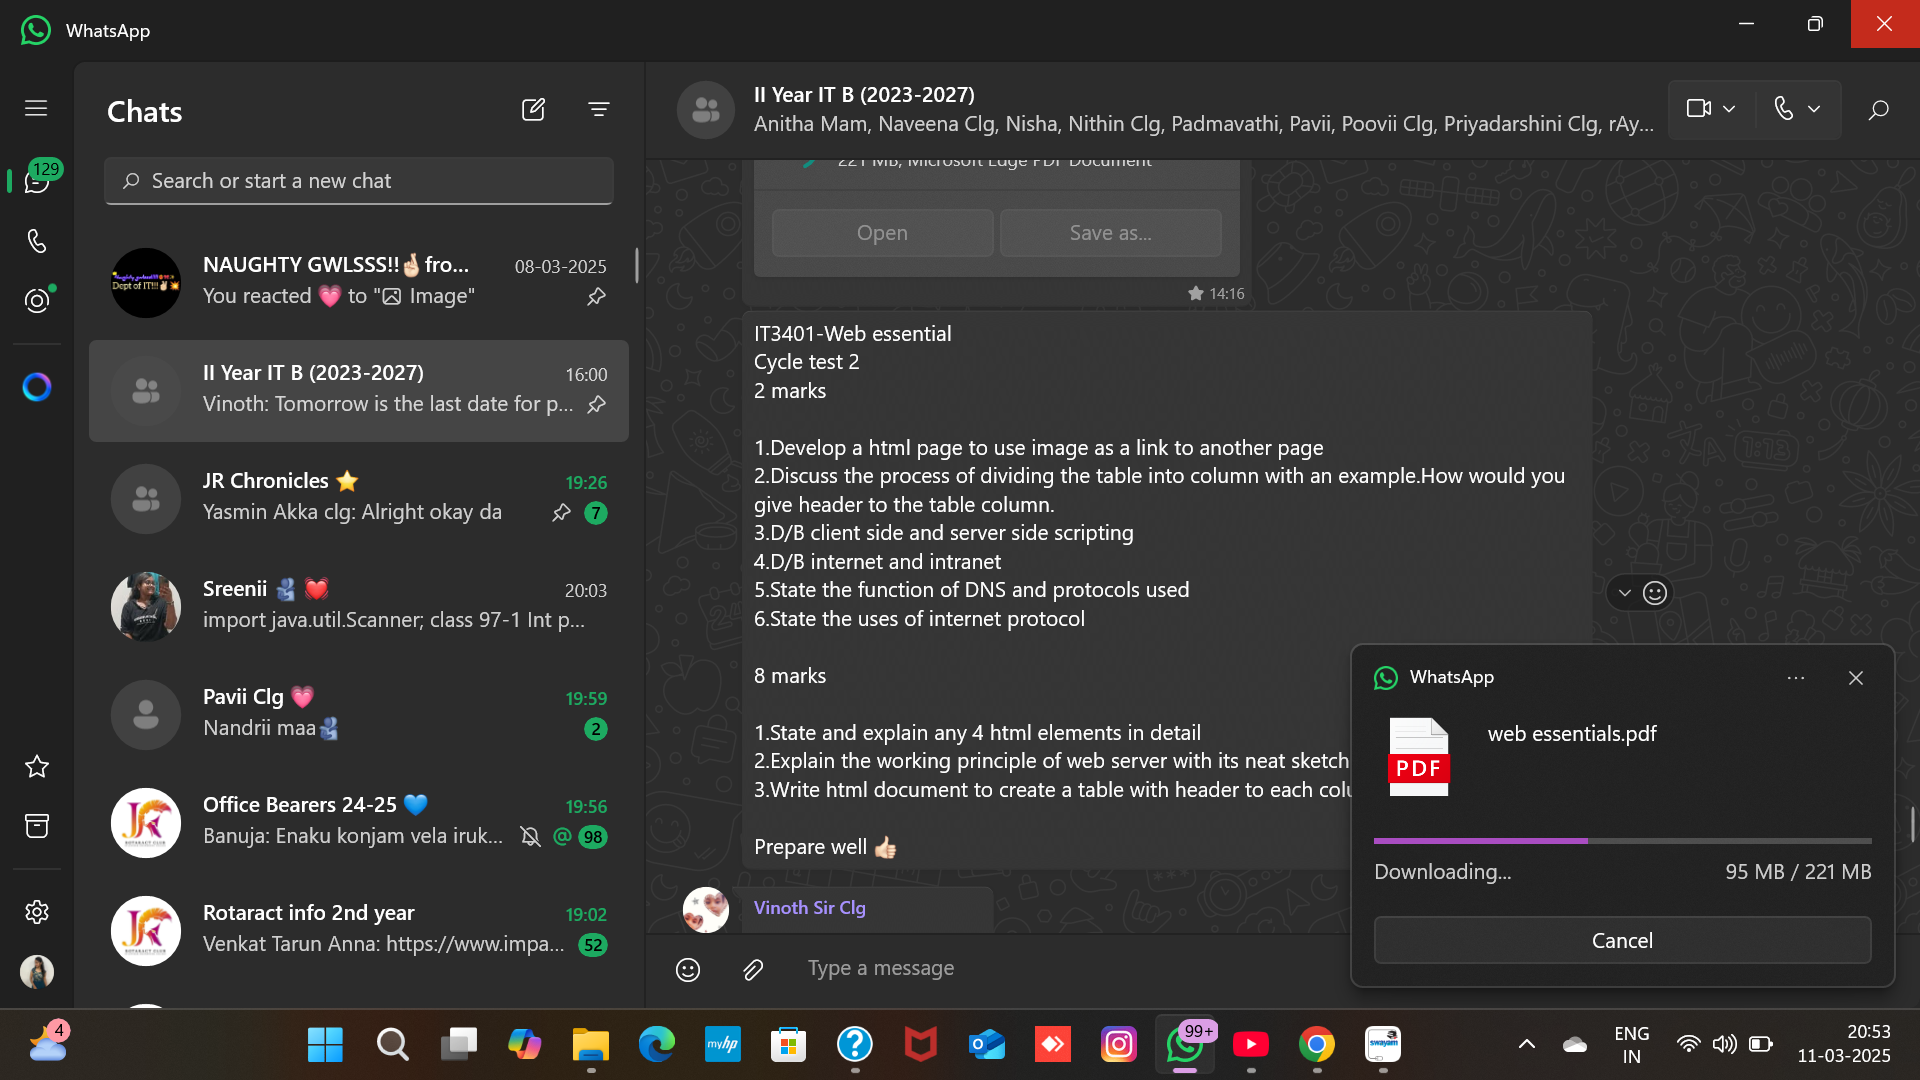 WhatsApp
129
Chats
Search or start a new chat
NAUGHTY GWLSSS!!🤞🏻fro...
08-03-2025
You reacted 💗 to "🖼 Image"
II Year IT B (2023-2027)
16:00
Vinoth: Tomorrow is the last date for p...
JR Chronicles ⭐
19:26
Yasmin Akka clg: Alright okay da
7
Sreenii 🫂 💓
20:03
import java.util.Scanner; class 97-1 Int p...
Pavii Clg 💗
19:59
Nandrii maa🫂
2
Office Bearers 24-25 💙
19:56
Banuja: Enaku konjam vela iruk...
@ 98
Rotaract info 2nd year
19:02
Venkat Tarun Anna: https://www.impa...
52
II Year IT B (2023-2027)
Anitha Mam, Naveena Clg, Nisha, Nithin Clg, Padmavathi, Pavii, Poovii Clg, Priyadarshini Clg, rAy...
221 MB, Microsoft Edge PDF Document
Open
Save as...
14:16
IT3401-Web essential
Cycle test 2
2 marks
1.Develop a html page to use image as a link to another page
2.Discuss the process of dividing the table into column with an example.How would you
give header to the table column.
3.D/B client side and server side scripting
4.D/B internet and intranet
5.State the function of DNS and protocols used
6.State the uses of internet protocol
8 marks
1.State and explain any 4 html elements in detail
2.Explain the working principle of web server with its neat sketch
3.Write html document to create a table with header to each colu
Prepare well 👍🏻
Vinoth Sir Clg
Type a message
WhatsApp
web essentials.pdf
PDF
Downloading...
95 MB / 221 MB
Cancel
4
myhp
99+
swayam
ENG
IN
20:53
11-03-2025